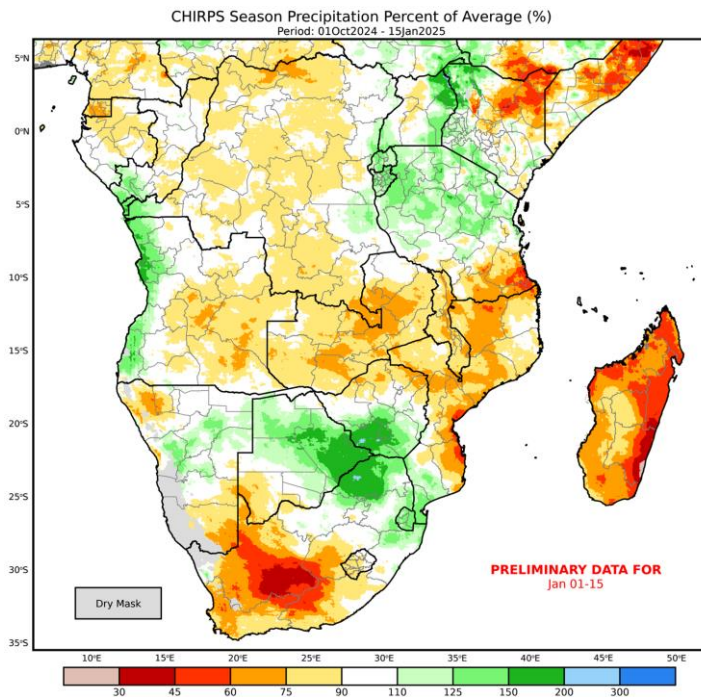 CHIRPS Season Precipitation Percent of Average (%)
Period: 01Oct2024 - 15Jan2025
5°N
0°N
5°S
10°S
15°S
20°S
25°S
30°S
35°S
PRELIMINARY DATA FOR
Jan 01-15
Dry Mask
10°E 15°E 20°E 25°E 30°E 35°E 40°E 45°E 50°E
30 45 60 75 90 110 125 150 200 300